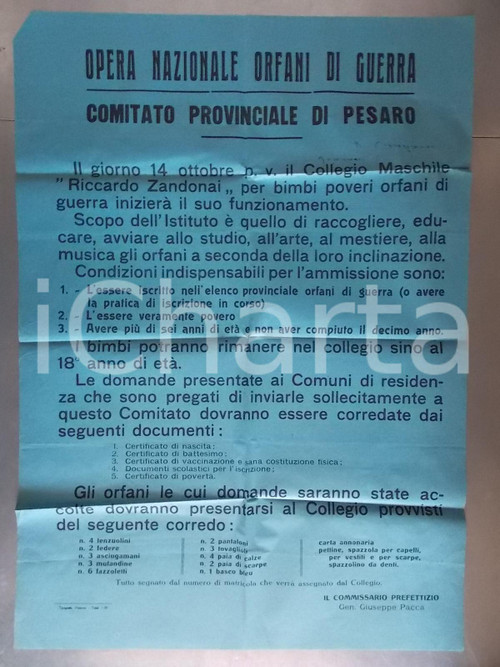 OPERA NAZIONALE ORFANI DI GUERRA
COMITATO PROVINCIALE DI PESARO
Il giorno 14 ottobre p. v. il Collegio Maschile
"Riccardo Zandonai„ per bimbi poveri orfani di
guerra inizierà il suo funzionamento.
Scopo dell'Istituto è quello di raccogliere, edu-
care, avviare allo studio, all'arte, al mestiere, alla
musica gli orfani a seconda della loro inclinazione.
Condizioni indispensabili per l'ammissione sono:
1. - L'essere iscritto nell'elenco provinciale orfani di guerra (o avere
la pratica di iscrizione in corso)
2. - L'essere veramente povero
3. - Avere più di sei anni di età e non aver compiuto il decimo anno.
I bimbi potranno rimanere nel collegio sino al
18° anno di età.
Le domande presentate ai Comuni di residen-
za che sono pregati di inviarle sollecitamente a
questo Comitato dovranno essere corredate dai
seguenti documenti :
1. Certificato di nascita;
2. Certificato di battesimo;
3. Certificato di vaccinazione e sana costituzione fisica;
4. Documenti scolastici per l'iscrizione;
5. Certificato di povertà.
Gli orfani le cui domande saranno state ac-
colte dovranno presentarsi al Collegio provvisti
del seguente corredo :
n. 4 lenzuolini
n. 2 federe
n. 3 asciugamani
n. 3 mutandine
n. 6 fazzoletti
n. 2 pantaloni
n. 3 tovaglioli
n. 4 paia di calze
n. 2 paia di scarpe
n. 1 basco bleu
carta annonaria
pettine, spazzola per capelli,
per vestiti e per scarpe,
spazzolino da denti.
Tutto segnato dal numero di matricola che verrà assegnato dal Collegio.
IL COMMISSARIO PREFETTIZIO
Gen. Giuseppe Pacca
iCharta